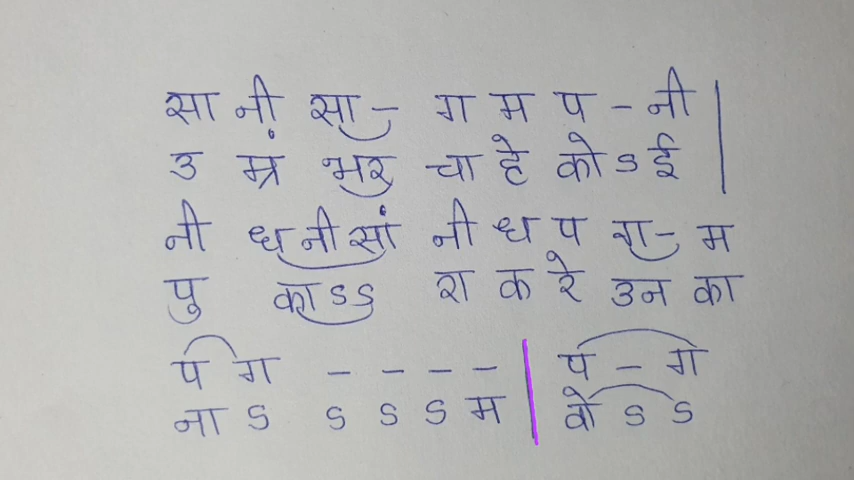 सा नी़ सा - ग म प - नी |
उ म्र भर चा हे को ऽ ई |
नी ध नी सां नी ध प ग - म
पु का ऽ ऽ रा क रे उन का
प ग - - - - | प - ग
ना ऽ ऽ ऽ ऽ म | वो ऽ ऽ